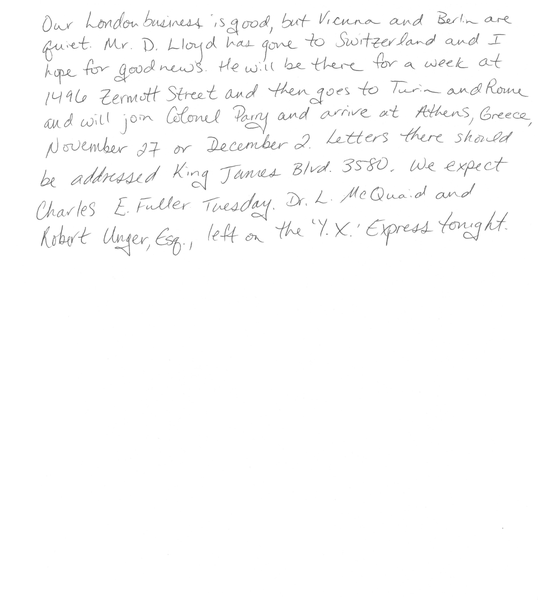 Our London business is good, but Vienna and Berlin are
quiet. Mr. D. Lloyd has gone to Switzerland and I
hope for good news. He will be there for a week at
1496 Zermott Street and then goes to Turin and Rome
and will join Colonel Parry and arrive at Athens, Greece,
November 27 or December 2. Letters there should
be addressed King James Blvd. 3580. We expect
Charles E. Fuller Tuesday. Dr. L. McQuaid and
Robert Unger, Esq., left on the 'Y.X.' Express tonight.